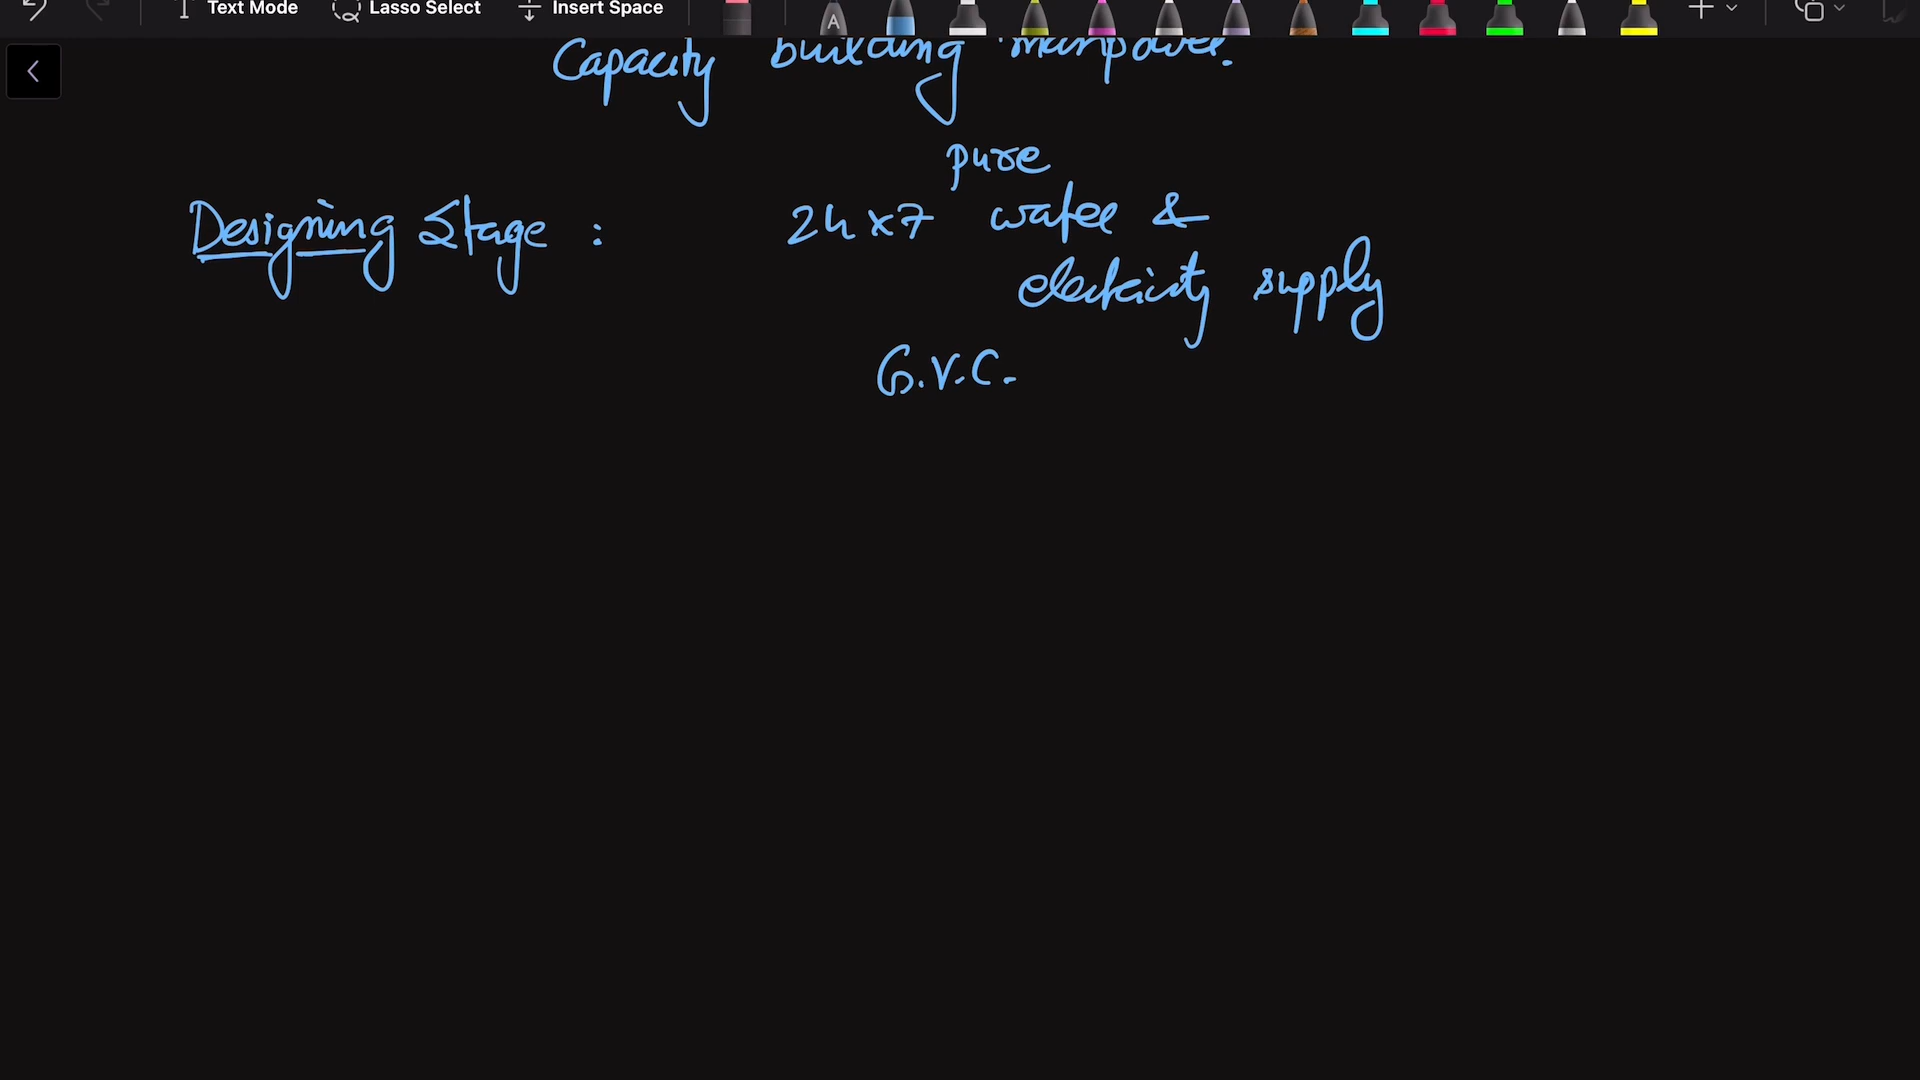 Text Mode Lasso Select Insert Space
A
Capacity building manpower.
pure
Designing Stage : 24x7 water &
electricity supply
G.V.C.